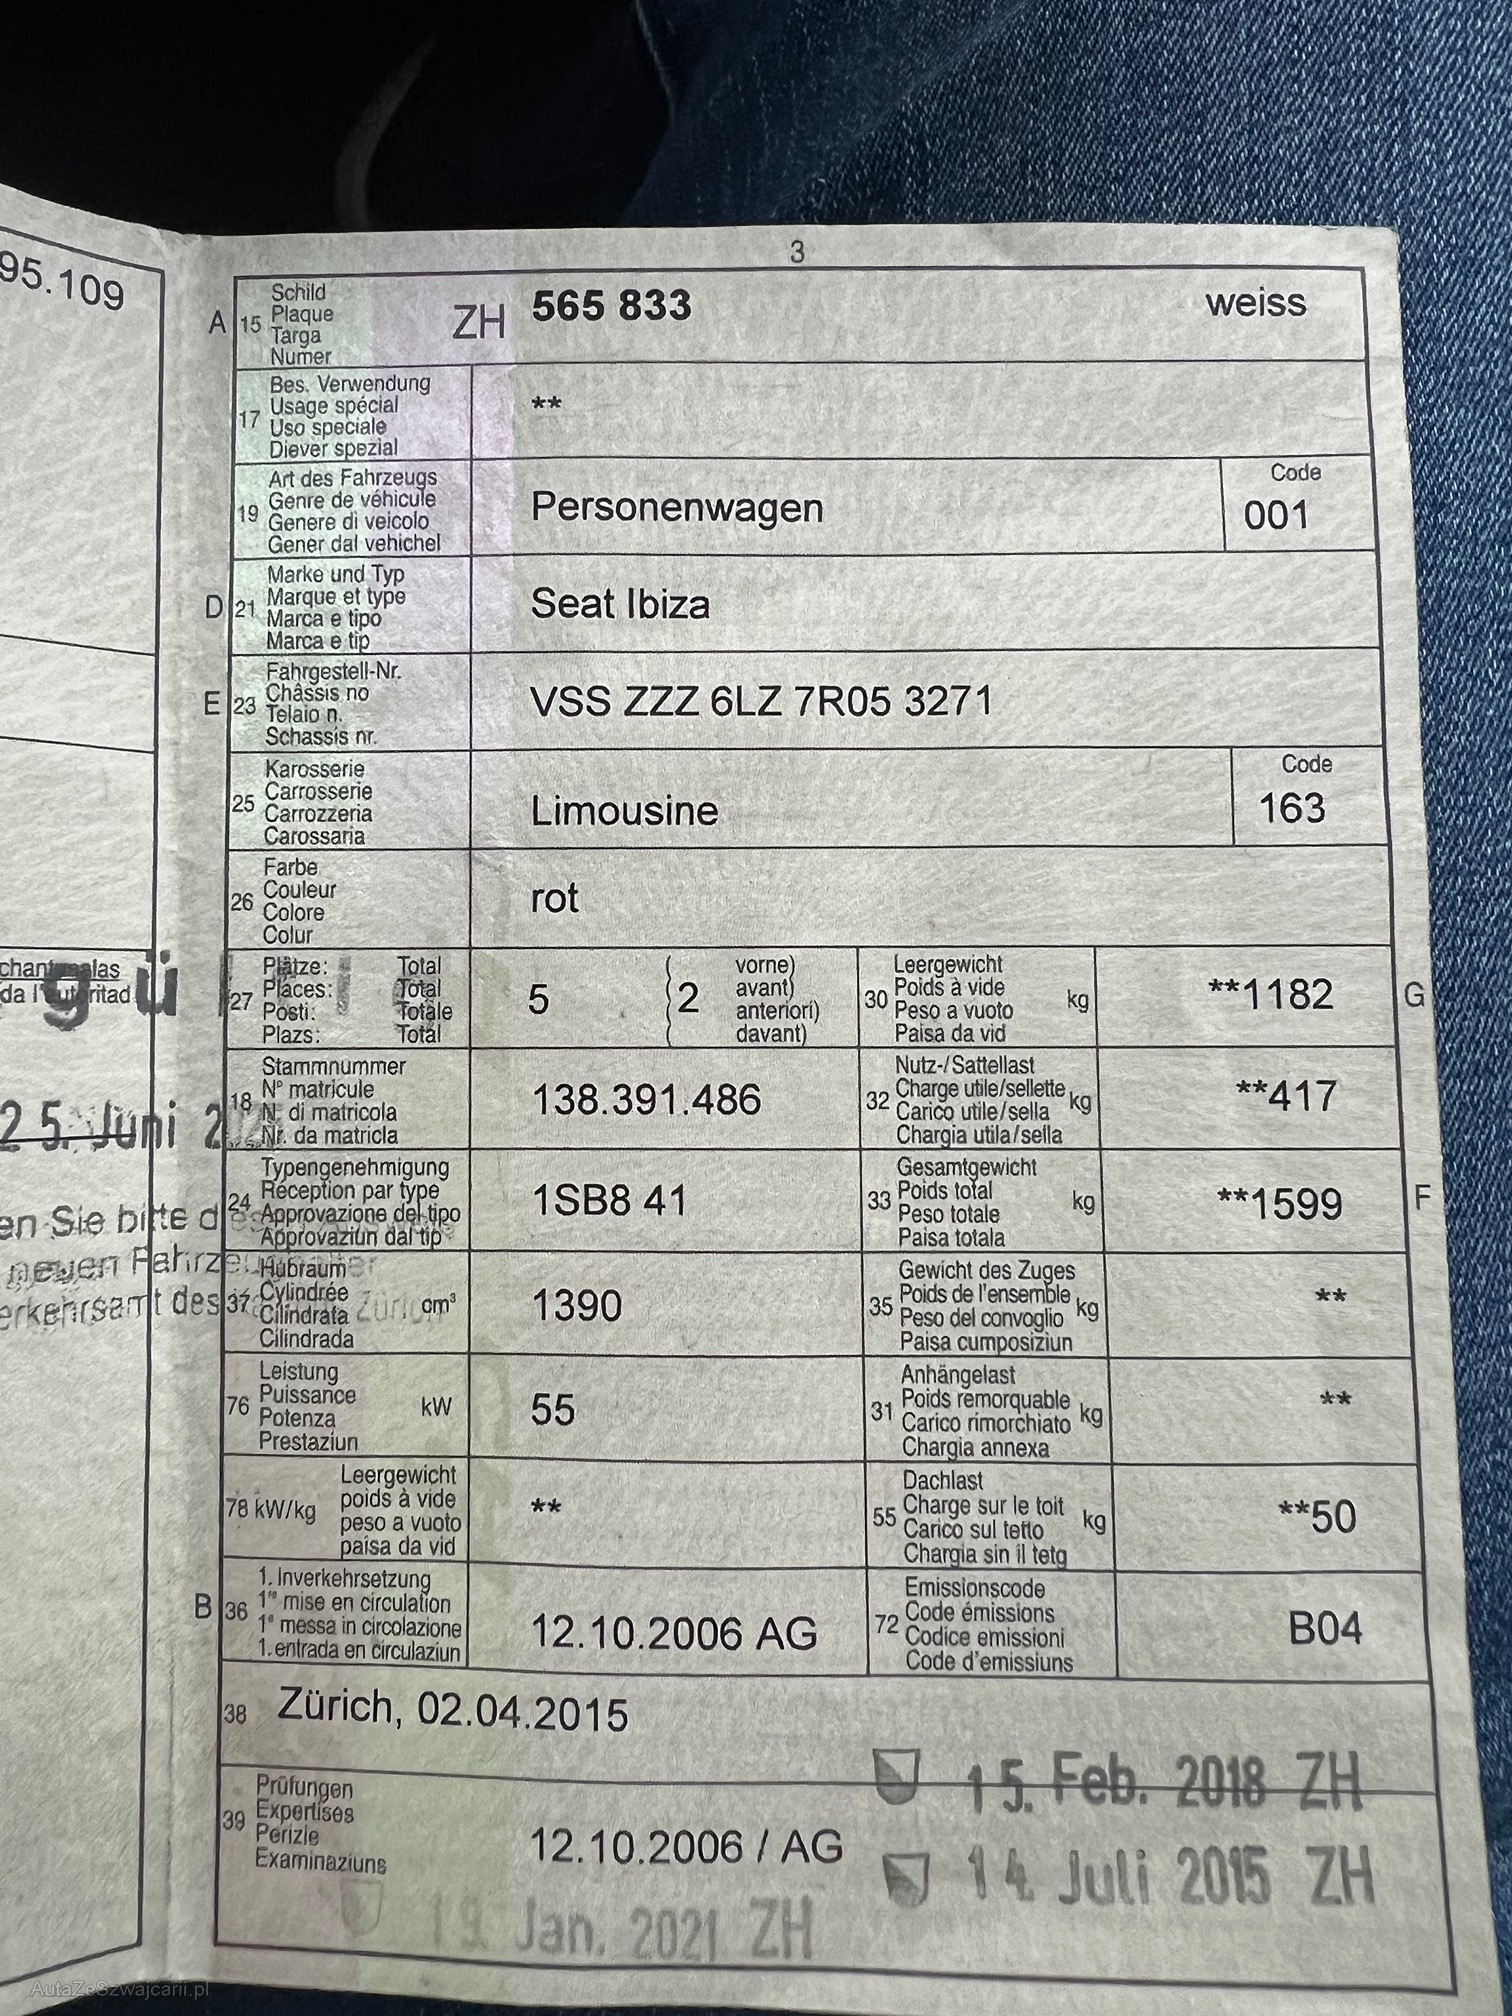 95.109
3
A 15 Schild
Plaque
Targa
Numer
ZH 565 833 weiss
17 Bes. Verwendung
Usage spécial
Uso speciale
Diever spezial
**
19 Art des Fahrzeugs
Genre de véhicule
Genere di veicolo
Gener dal vehichel
Personenwagen
Code
001
D 21 Marke und Typ
Marque et type
Marca e tipo
Marca e tip
Seat Ibiza
E 23 Fahrgestell-Nr.
Châssis no
Telaio n.
Schassis nr.
VSS ZZZ 6LZ 7R05 3271
25 Karosserie
Carrosserie
Carrozzeria
Carossaria
Limousine
Code
163
26 Farbe
Couleur
Colore
Colur
rot
27 Plätze: Total
Places: Total
Posti: Totale
Plazs: Total
5 (2 vorne)
avant)
anteriori)
davant)
30 Leergewicht
Poids à vide
Peso a vuoto
Paisa da vid
kg
**1182 G
18 Stammnummer
N° matricule
N. di matricola
Nr. da matricla
138.391.486
32 Nutz-/Sattellast
Charge utile/sellette
Carico utile/sella
Chargia utila/sella
kg
**417
24 Typengenehmigung
Réception par type
Approvazione del tipo
Approvaziun dal tip
1SB8 41
33 Poids total
Gesamtgewicht
Peso totale
Paisa totala
kg
**1599 F
37 Hubraum
Cylindrée
Cilindrata
Cilindrada
cm³
1390
35 Gewicht des Zuges
Poids de l'ensemble
Peso del convoglio
Paisa cumposiziun
kg
**
76 Leistung
Puissance
Potenza
Prestaziun
kW
55
31 Anhängelast
Poids remorquable
Carico rimorchiato
Chargia annexa
kg
**
78 kW/kg Leergewicht
poids à vide
peso a vuoto
paisa da vid
**
55 Dachlast
Charge sur le toit
Carico sul tetto
Chargia sin il tetg
kg
**50
B 36 1. Inverkehrsetzung
1re mise en circulation
1e messa in circolazione
1. entrada en circulaziun
12.10.2006 AG
72 Emissionscode
Code émissions
Codice emissioni
Code d'emissiuns
B04
38 Zürich, 02.04.2015
15. Feb. 2018 ZH
39 Prüfungen
Expertises
Perizie
Examinaziuns
12.10.2006 / AG
14. Juli 2015 ZH
19. Jan. 2021 ZH
da l'autoritad
25. Juni 2
en Sie bitte d
neuen Fahrze
erkehrsamt des
AutaZeSzwajcarii.pl